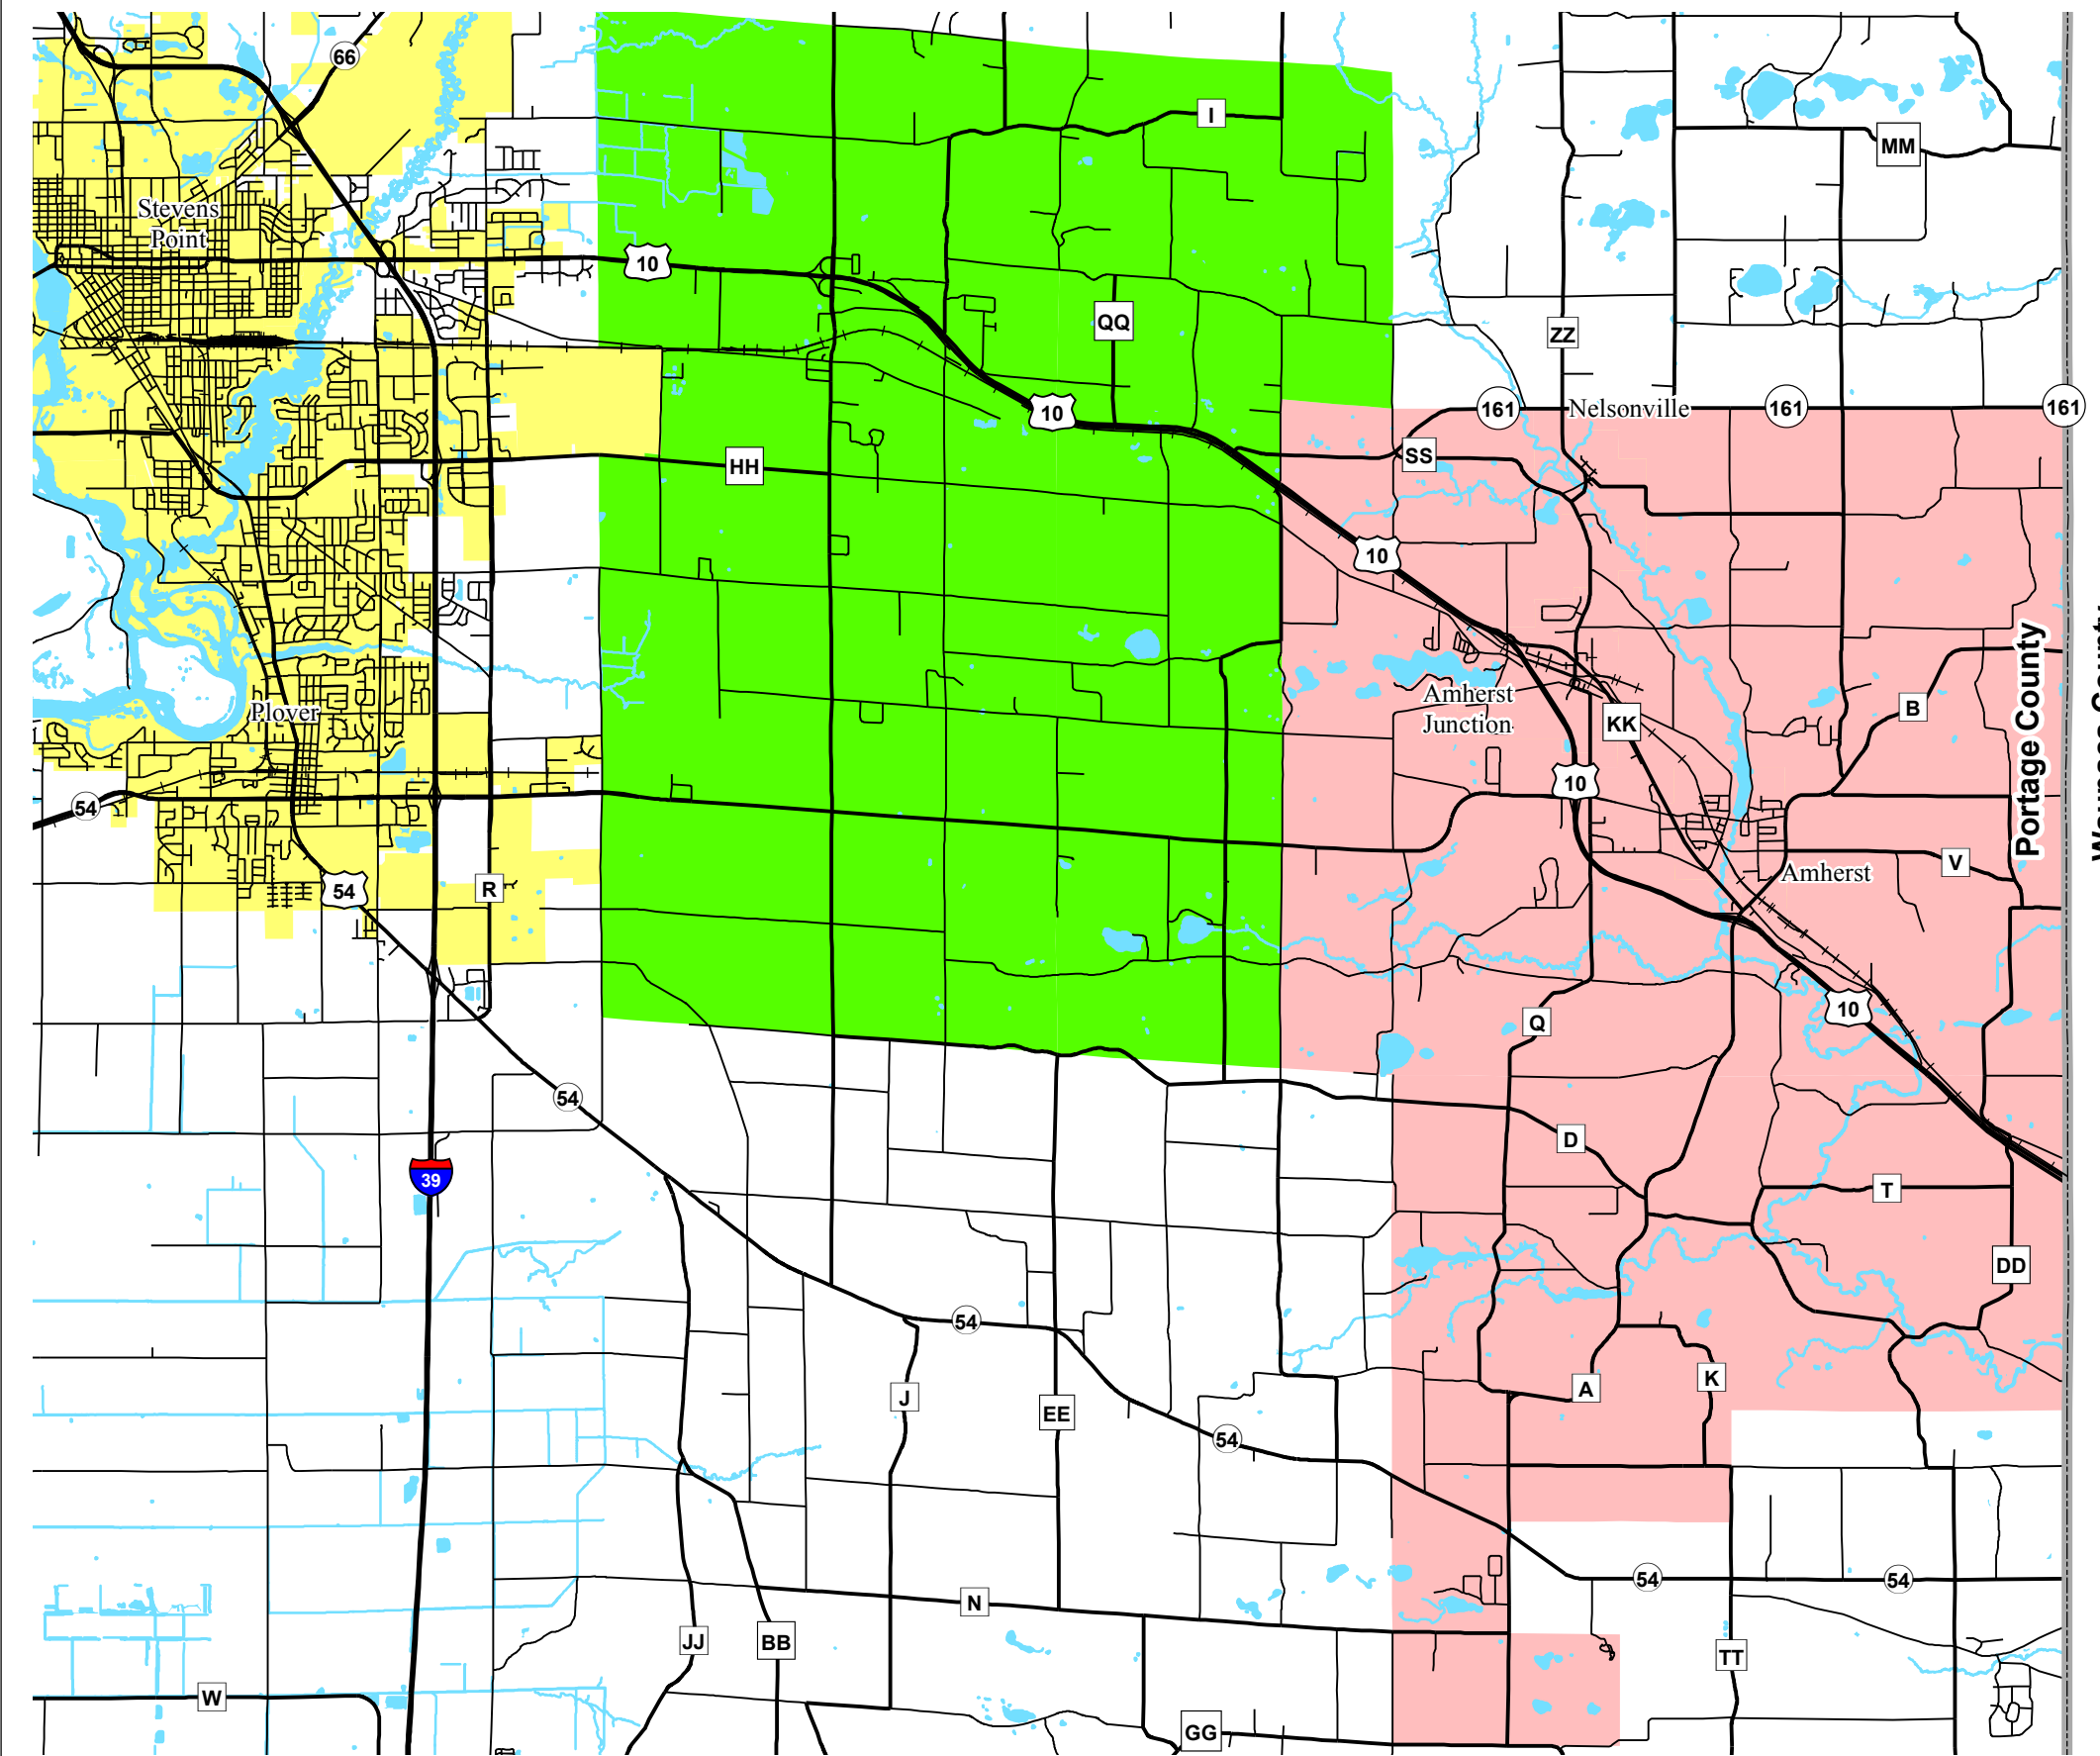 66
I
MM
Stevens
Point
10
QQ
ZZ
161
Nelsonville
161
161
10
HH
SS
10
Amherst
Junction
KK
B
Portage County
Plover
10
54
V
Amherst
54
R
10
Q
54
D
39
T
DD
54
K
A
J
EE
54
54
54
N
JJ
BB
TT
W
GG